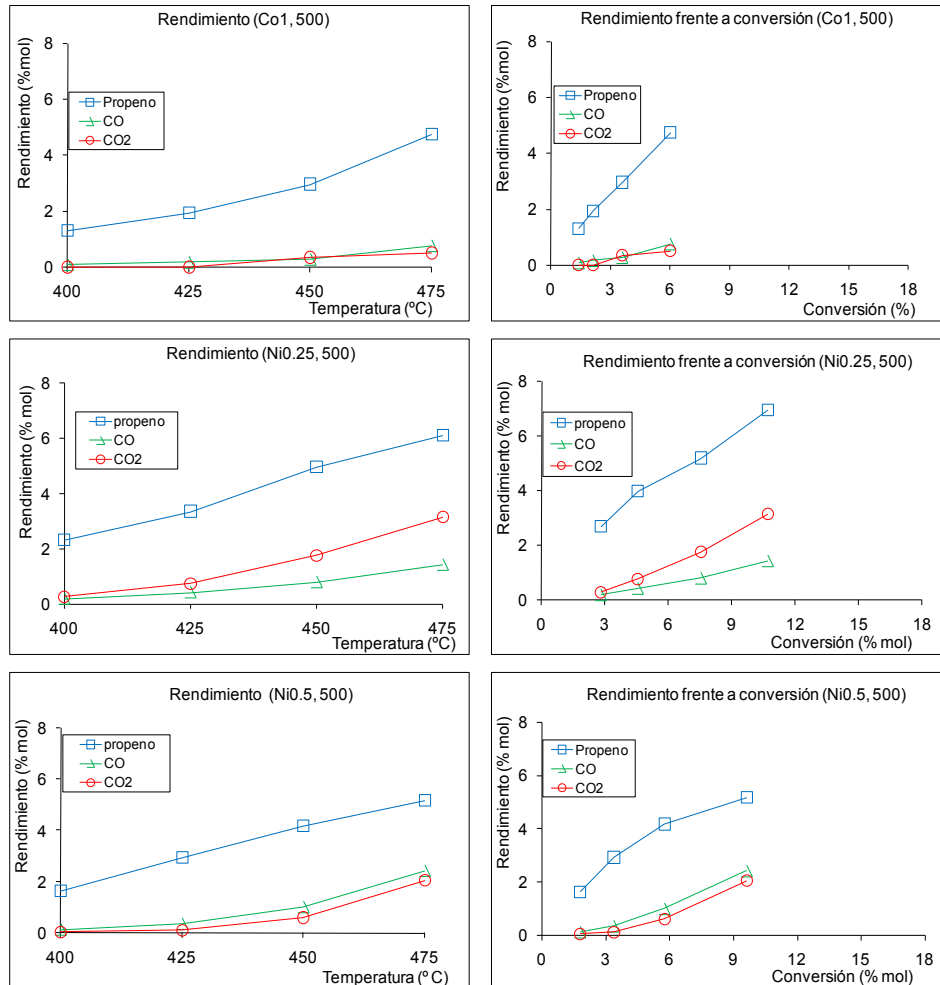 Rendimiento (Co1, 500)
Rendimiento (%mol)
8
6
4
2
0
Propeno
CO
CO2
400 425 450 475
Temperatura (ºC)
Rendimiento frente a conversión (Co1, 500)
Rendimiento (%mol)
8
6
4
2
0
Propeno
CO
CO2
0 3 6 9 12 15 18
Conversión (%)
Rendimiento (Ni0.25, 500)
Rendimiento (% mol)
8
6
4
2
0
propeno
CO
CO2
400 425 450 475
Temperatura (ºC)
Rendimiento frente a conversión (Ni0.25, 500)
Rendimiento (% mol)
8
6
4
2
0
propeno
CO
CO2
0 3 6 9 12 15 18
Conversión (% mol)
Rendimiento (Ni0.5, 500)
Rendimiento (% mol)
8
6
4
2
0
propeno
CO
CO2
400 425 450 475
Temperatura (º C)
Rendimiento frente a conversión (Ni0.5, 500)
Rendimiento (% mol)
8
6
4
2
0
Propeno
CO
CO2
0 3 6 9 12 15 18
Conversión (% mol)